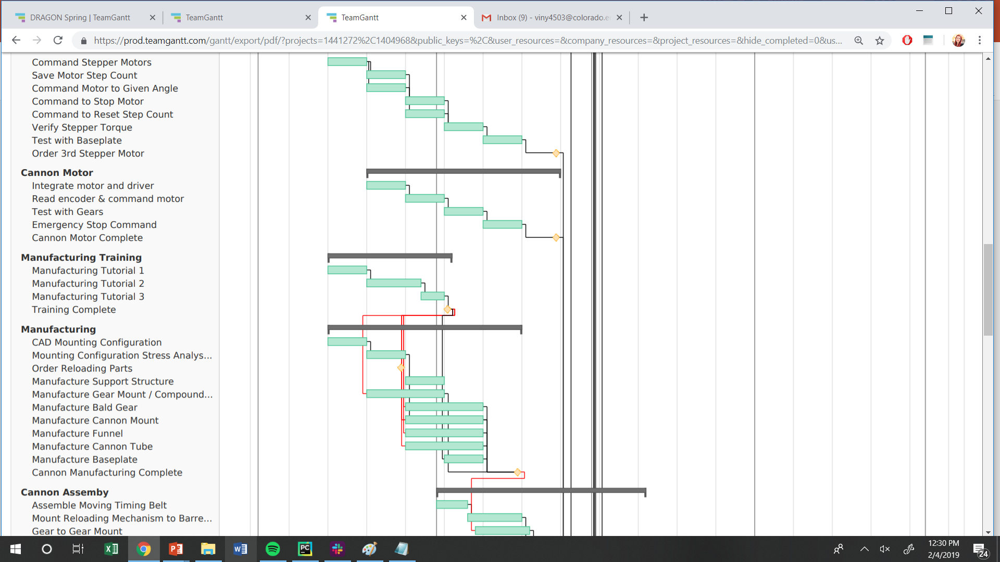 DRAGON Spring | TeamGantt
TeamGantt
TeamGantt
Inbox (9) - viny4503@colorado.e
https://prod.teamgantt.com/gantt/export/pdf/?projects=1441272%2C1404968&public_keys=%2C&user_resources=&company_resources=&project_resources=&hide_completed=0&us...
Command Stepper Motors
Save Motor Step Count
Command Motor to Given Angle
Command to Stop Motor
Command to Reset Step Count
Verify Stepper Torque
Test with Baseplate
Order 3rd Stepper Motor
Cannon Motor
Integrate motor and driver
Read encoder & command motor
Test with Gears
Emergency Stop Command
Cannon Motor Complete
Manufacturing Training
Manufacturing Tutorial 1
Manufacturing Tutorial 2
Manufacturing Tutorial 3
Training Complete
Manufacturing
CAD Mounting Configuration
Mounting Configuration Stress Analys...
Order Reloading Parts
Manufacture Support Structure
Manufacture Gear Mount / Compound...
Manufacture Bald Gear
Manufacture Cannon Mount
Manufacture Funnel
Manufacture Cannon Tube
Manufacture Baseplate
Cannon Manufacturing Complete
Cannon Assemby
Assemble Moving Timing Belt
Mount Reloading Mechanism to Barre...
Gear to Gear Mount
12:30 PM
2/4/2019
24